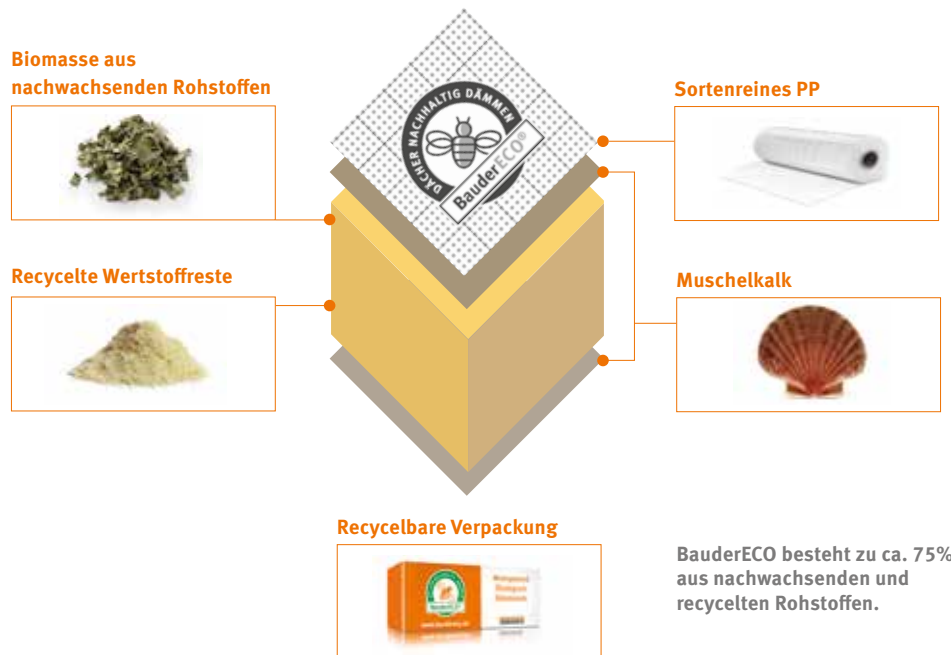 Biomasse aus
nachwachsenden Rohstoffen
Sortenreines PP
DÄCHER NACHHALTIG DÄMMEN
BauderECO®
Recycelte Wertstoffreste
Muschelkalk
Recycelbare Verpackung
BauderECO besteht zu ca. 75%
aus nachwachsenden und
recycelten Rohstoffen.
BauderECO